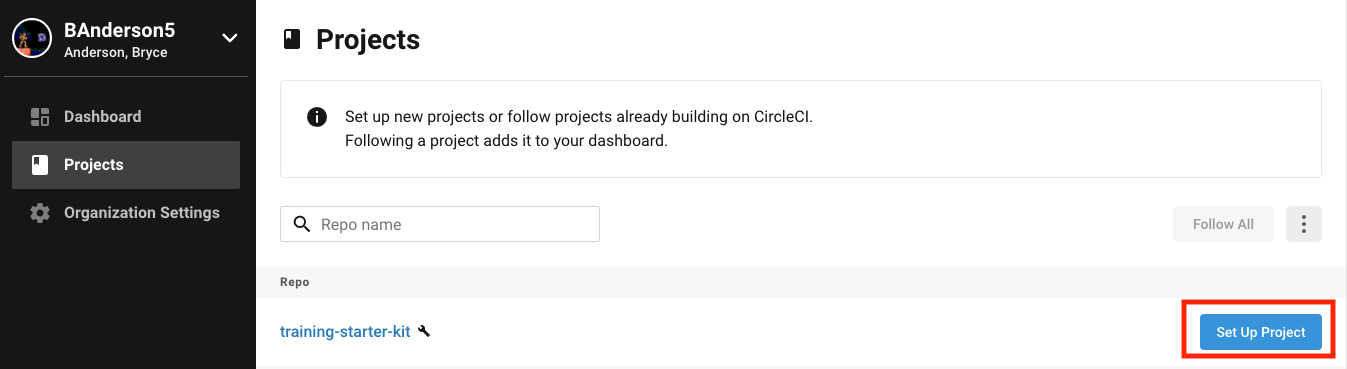 BAnderson5
Anderson, Bryce
Dashboard
Projects
Organization Settings
Projects
Set up new projects or follow projects already building on CircleCI.
Following a project adds it to your dashboard.
Repo name
Follow All
Repo
training-starter-kit
Set Up Project